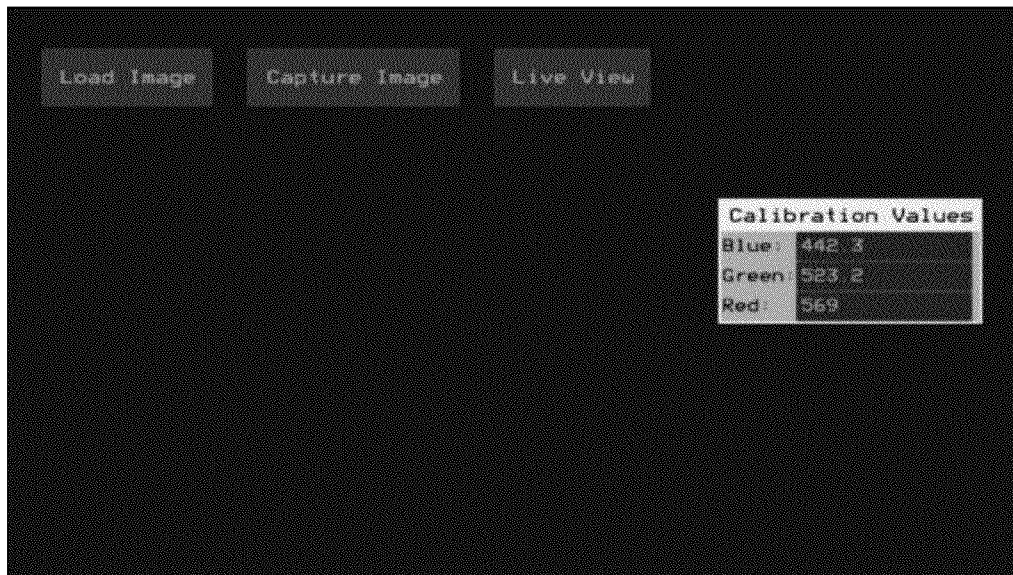 Load Image Capture Image Live View
Calibration Values
Blue: 442.3
Green: 523.2
Red: 569